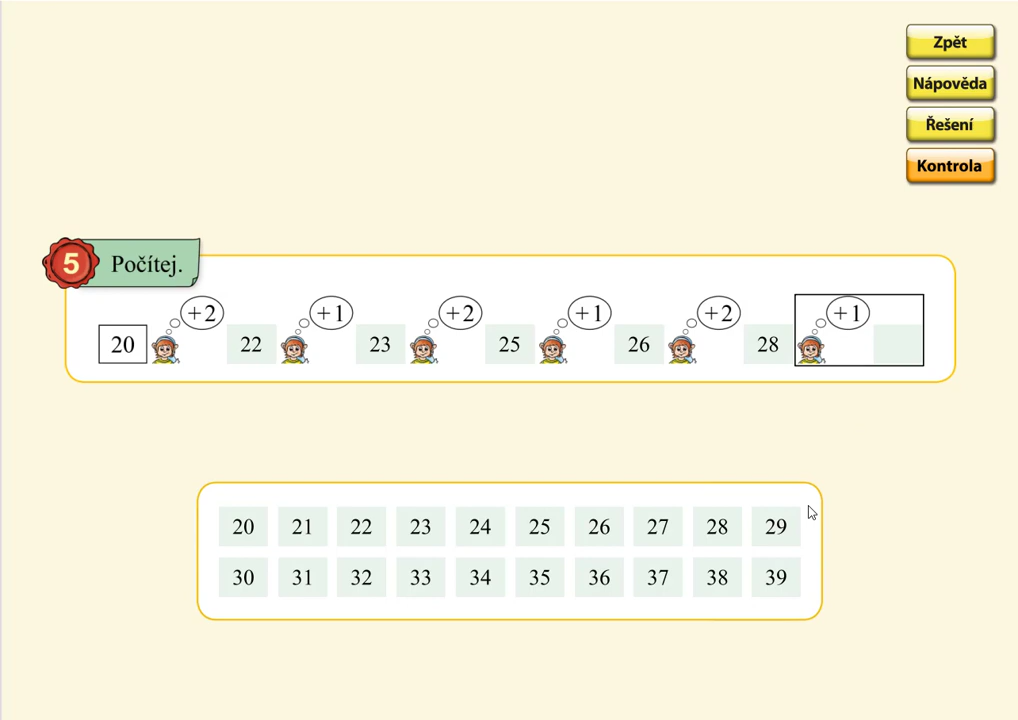 Zpět
Nápověda
Řešení
Kontrola
5 Počítej.
+2 +1 +2 +1 +2 +1
20 22 23 25 26 28
20 21 22 23 24 25 26 27 28 29
30 31 32 33 34 35 36 37 38 39